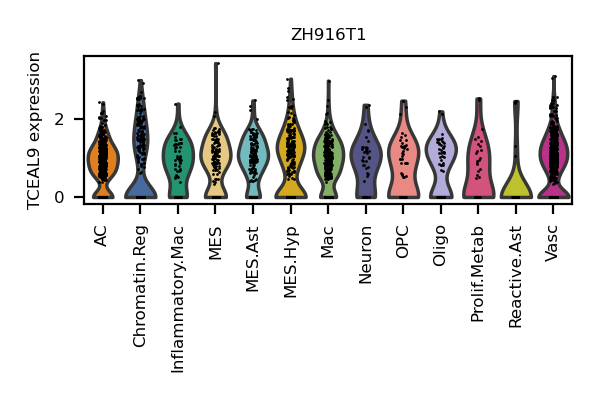 ZH916T1
TCEAL9 expression
2
0
AC
Chromatin.Reg
Inflammatory.Mac
MES
MES.Ast
MES.Hyp
Mac
Neuron
OPC
Oligo
Prolif.Metab
Reactive.Ast
Vasc